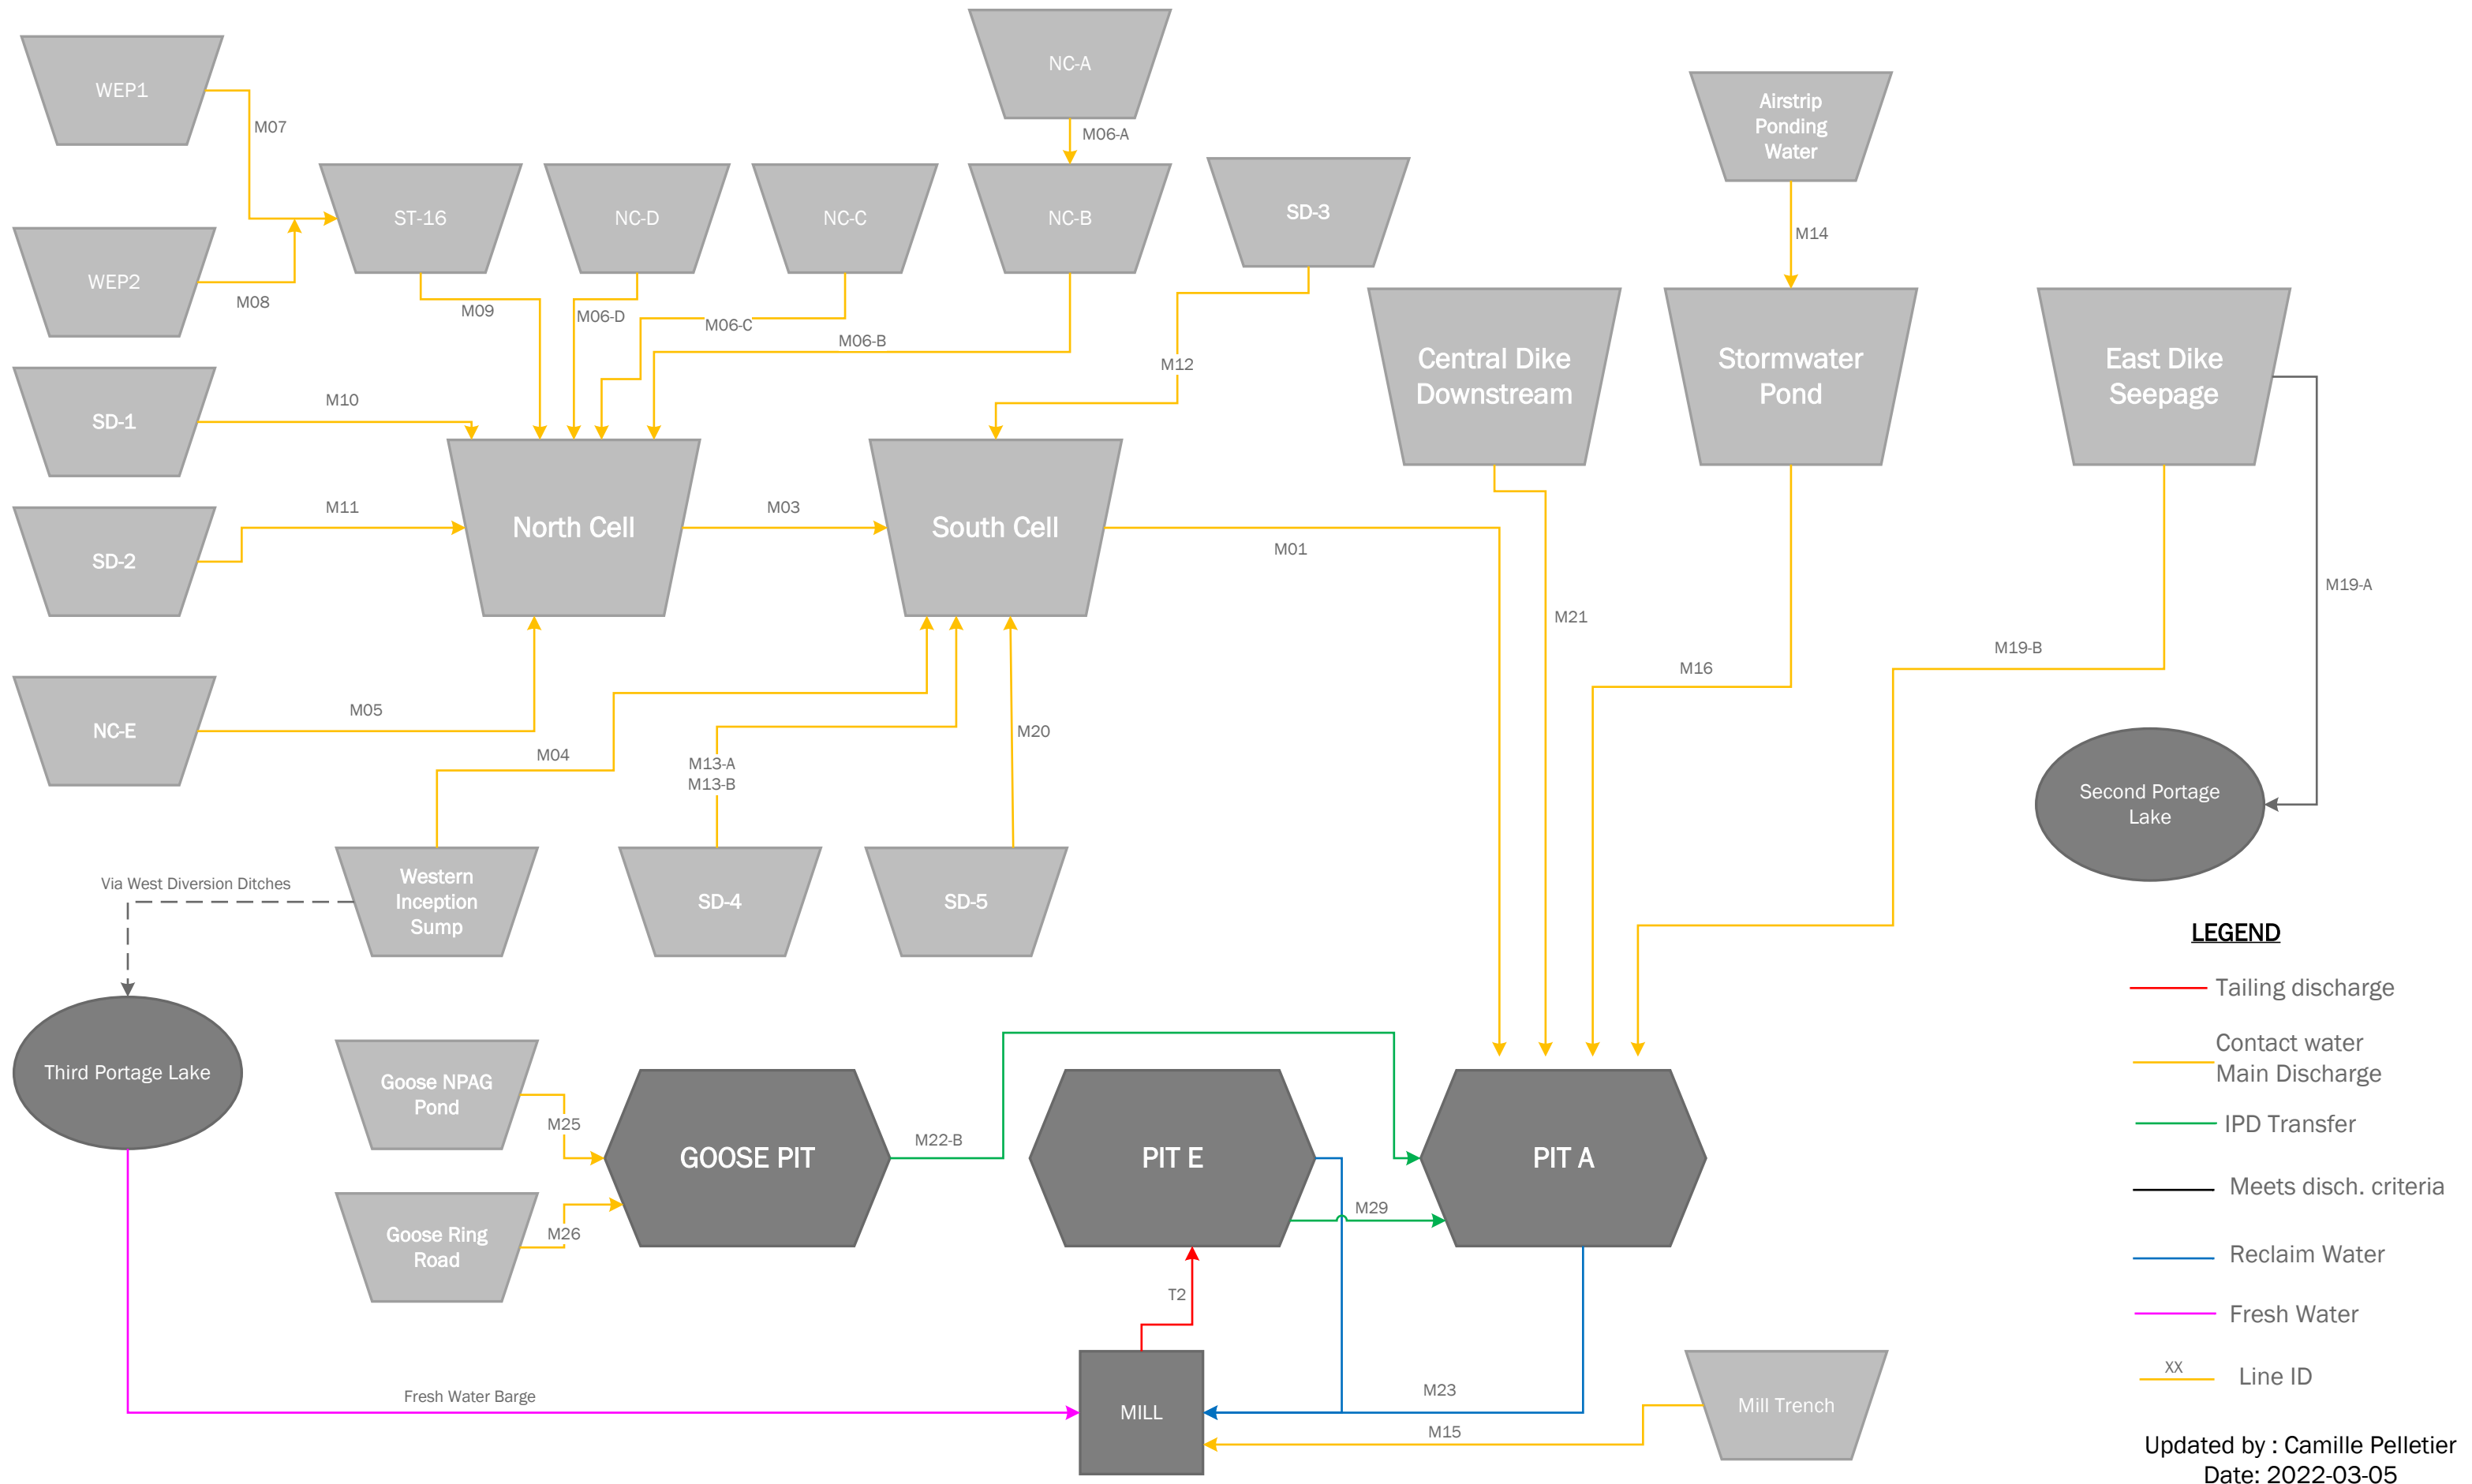 NC-A
WEP1
Airstrip
Ponding
Water
M07
M06-A
ST-16
NC-D
NC-C
NC-B
SD-3
M14
WEP2
M08
M09
M06-D
M06-C
M06-B
M12
Central Dike
Downstream
Stormwater
Pond
East Dike
Seepage
SD-1
M10
SD-2
M11
North Cell
M03
South Cell
M01
M21
M19-A
M16
M19-B
NC-E
M05
M04
M13-A
M13-B
M20
Second Portage
Lake
Via West Diversion Ditches
Western
Inception
Sump
SD-4
SD-5
LEGEND
Tailing discharge
Contact water
Main Discharge
IPD Transfer
Meets disch. criteria
Reclaim Water
Fresh Water
XX
Line ID
Third Portage Lake
Goose NPAG
Pond
M25
GOOSE PIT
M22-B
PIT E
PIT A
M29
Goose Ring
Road
M26
T2
Fresh Water Barge
MILL
M23
M15
Mill Trench
Updated by : Camille Pelletier
Date: 2022-03-05